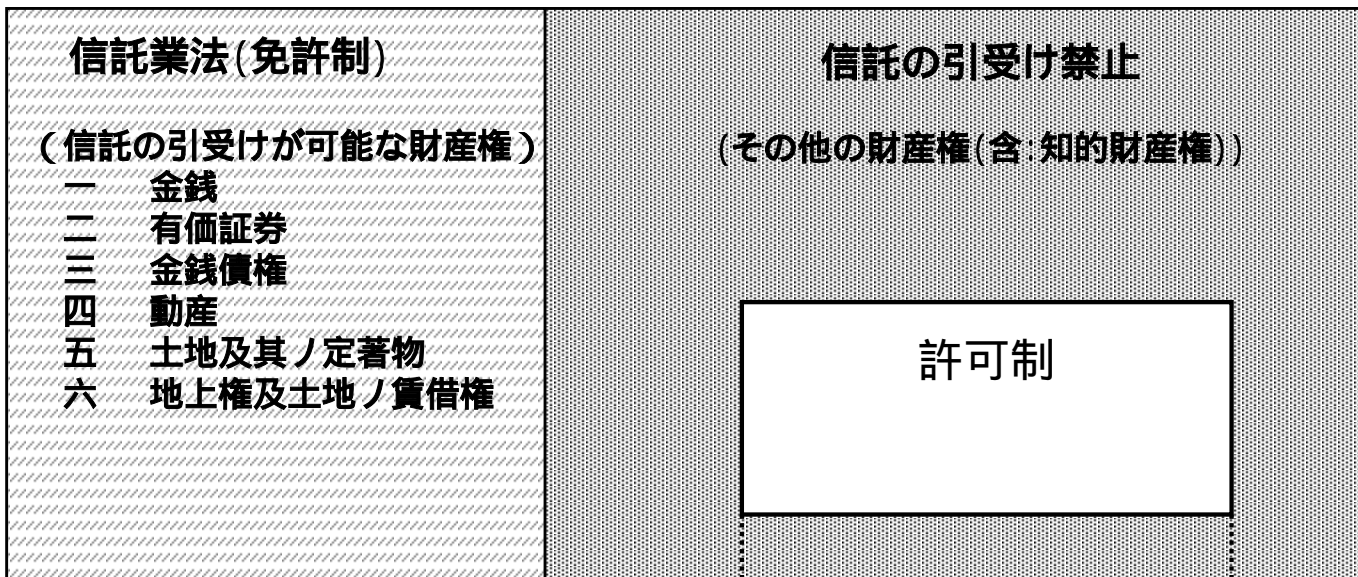 信託業法(免許制)
(信託の引受けが可能な財産権)
一 金銭
二 有価証券
三 金銭債権
四 動産
五 土地及其ノ定著物
六 地上権及土地ノ賃借権
信託の引受け禁止
(その他の財産権(含:知的財産権))
許可制